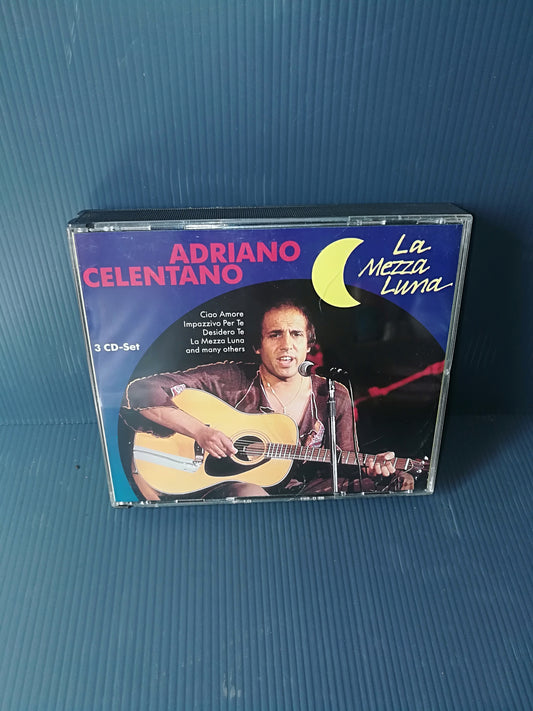 ADRIANO
CELENTANO
La
Mezza
Luna
Ciao Amore
Impazzivo Per Te
Desidero Te
La Mezza Luna
and many others
3 CD-Set